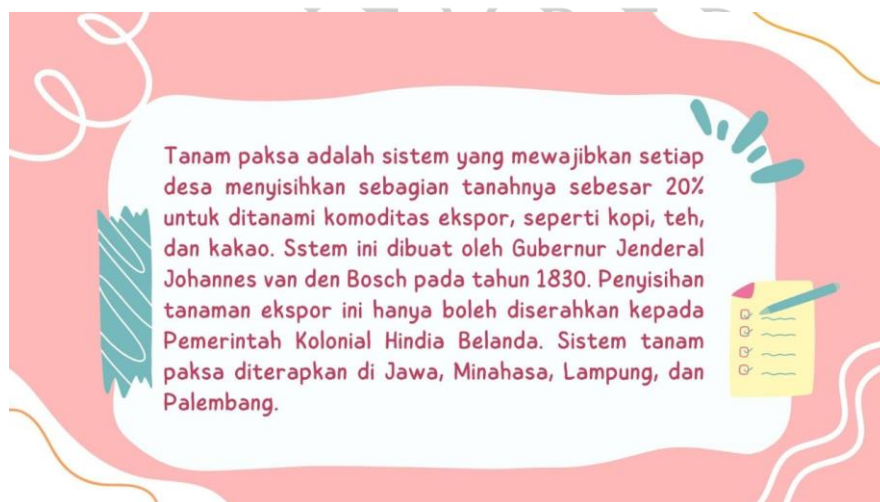 Tanam paksa adalah sistem yang mewajibkan setiap
desa menyisihkan sebagian tanahnya sebesar 20%
untuk ditanami komoditas ekspor, seperti kopi, teh,
dan kakao. Sstem ini dibuat oleh Gubernur Jenderal
Johannes van den Bosch pada tahun 1830. Penyisihan
tanaman ekspor ini hanya boleh diserahkan kepada
Pemerintah Kolonial Hindia Belanda. Sistem tanam
paksa diterapkan di Jawa, Minahasa, Lampung, dan
Palembang.